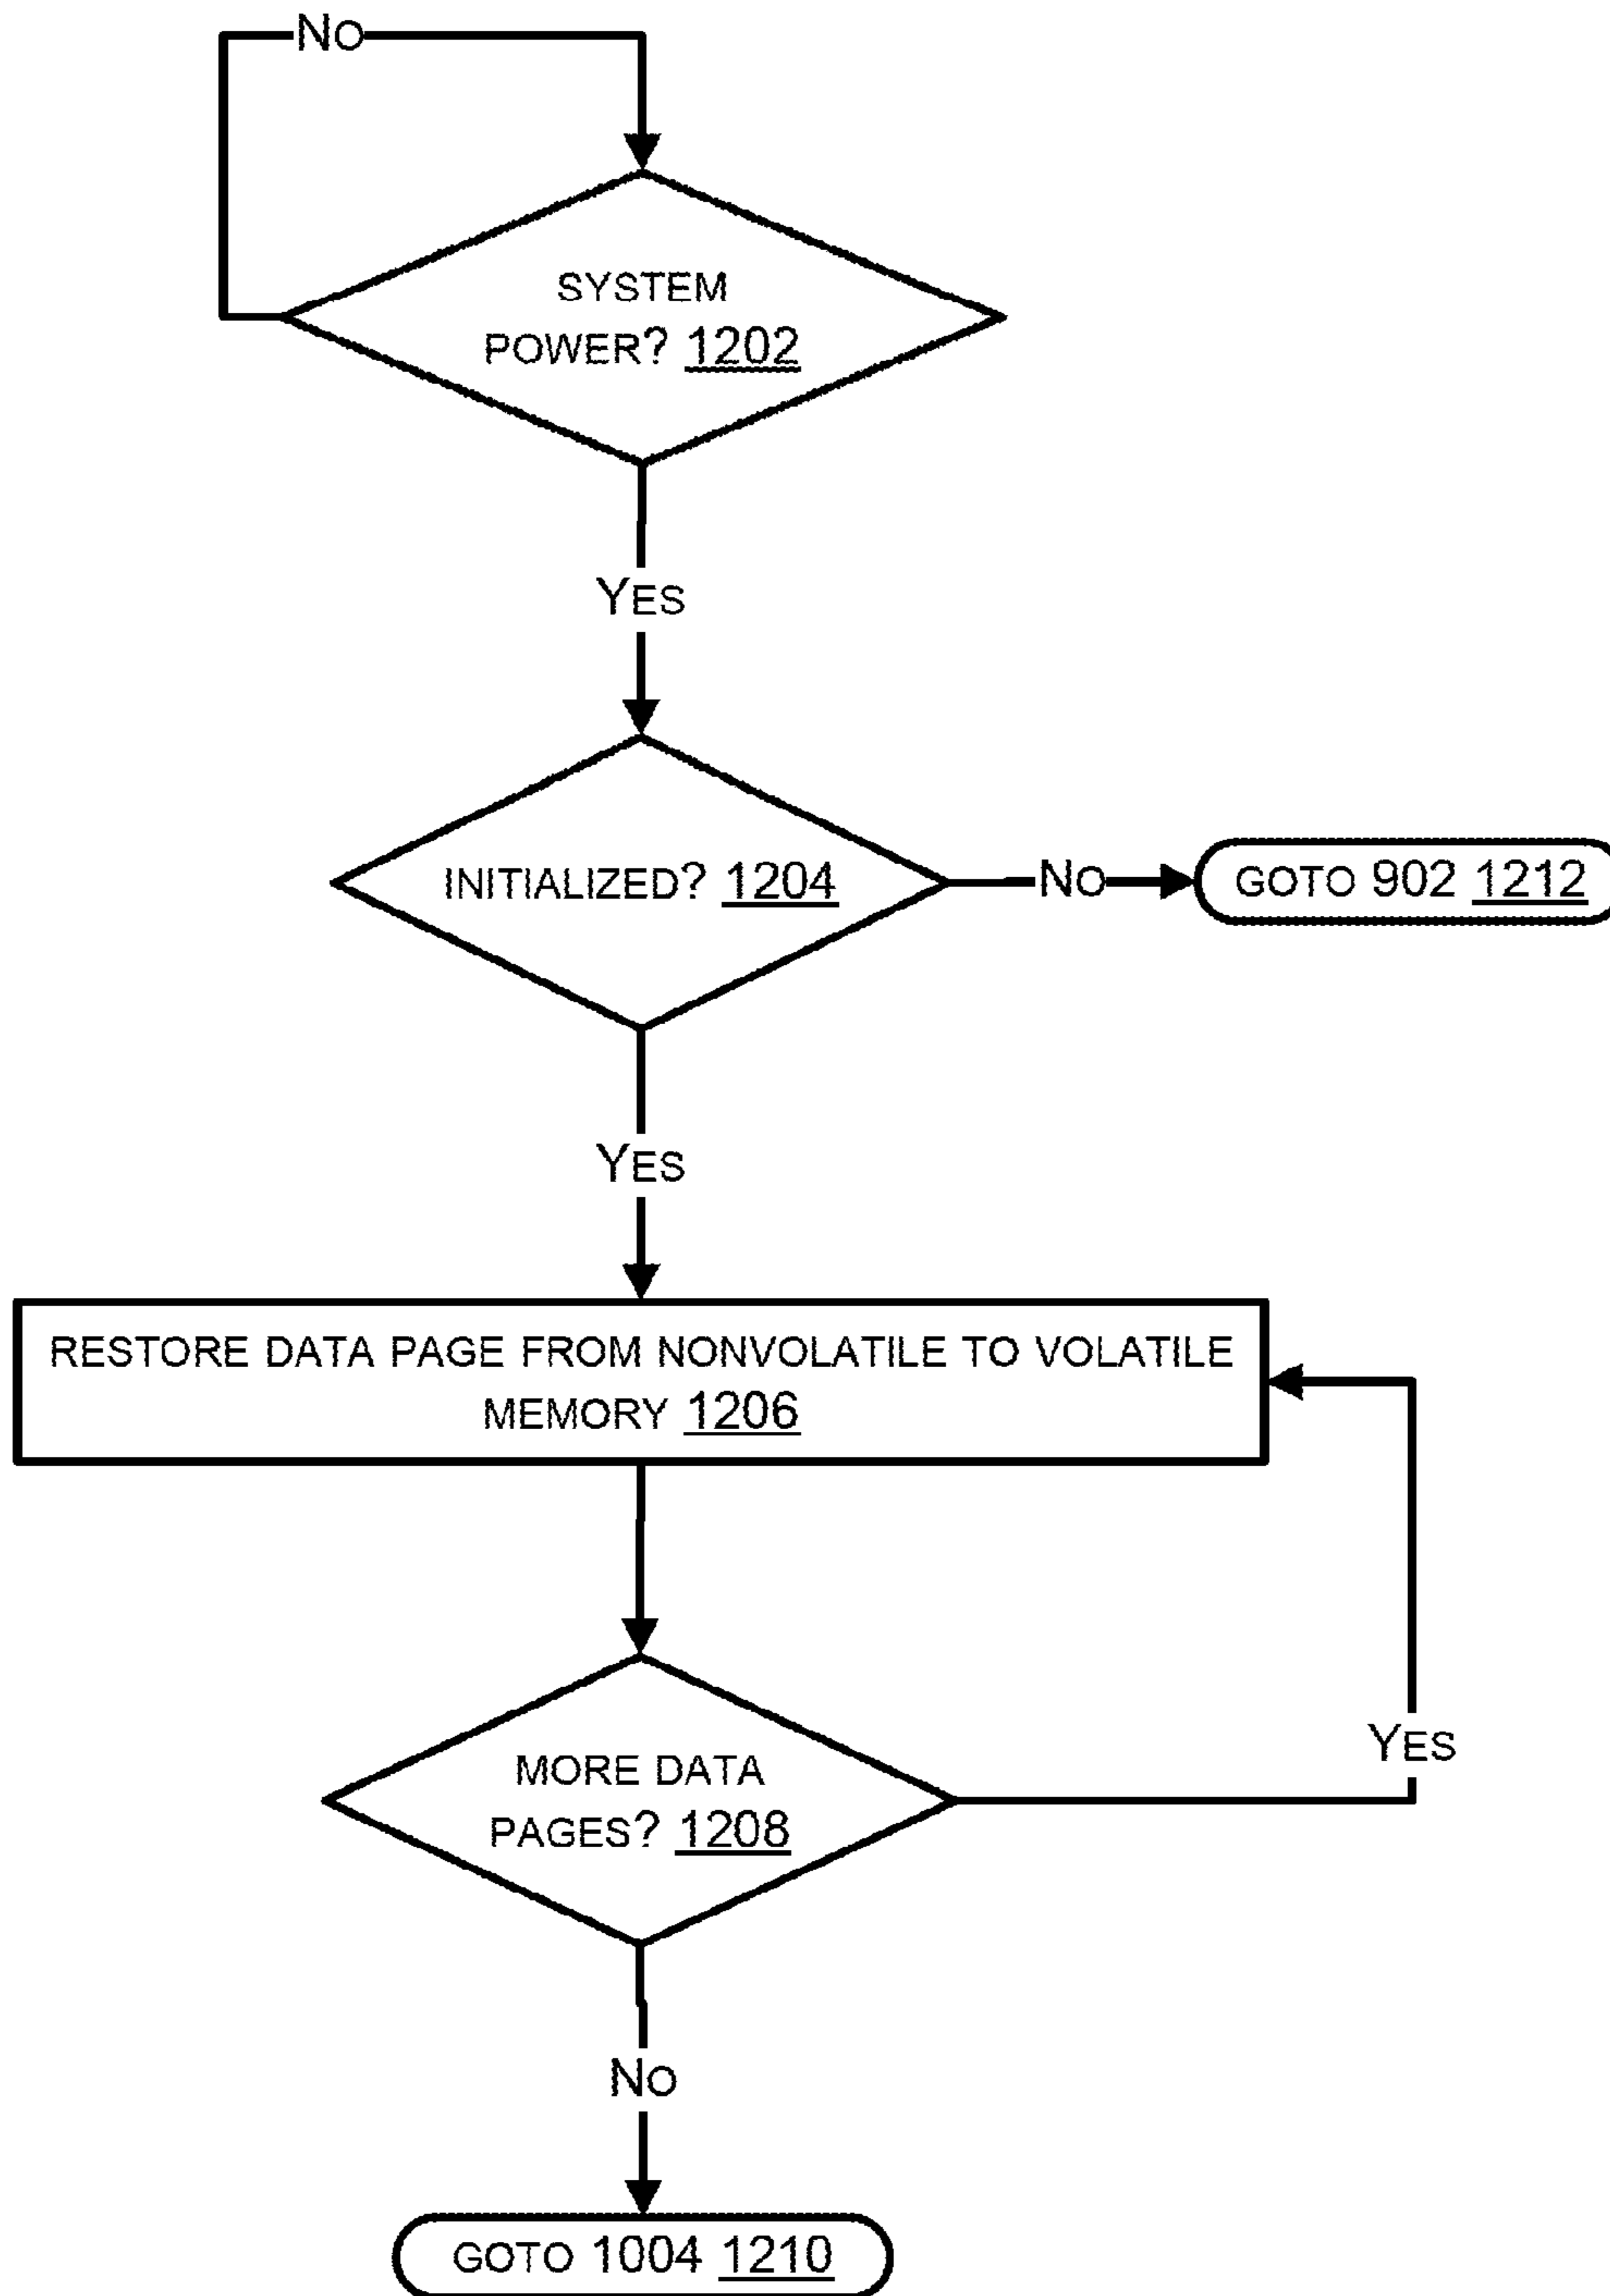 NO
SYSTEM
POWER? 1202
YES
INITIALIZED? 1204
NO
GOTO 902 1212
YES
RESTORE DATA PAGE FROM NONVOLATILE TO VOLATILE
MEMORY 1206
YES
MORE DATA
PAGES? 1208
NO
GOTO 1004 1210